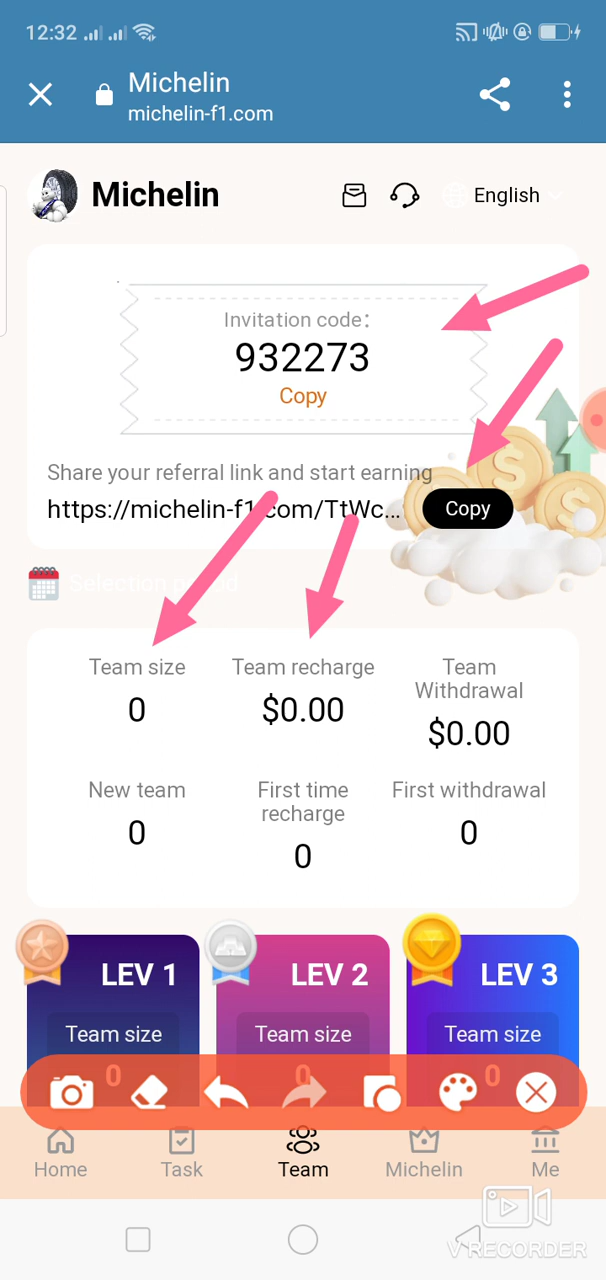 12:32
Michelin
michelin-f1.com
Michelin
English
Invitation code:
932273
Copy
Share your referral link and start earning
https://michelin-f1.com/TtWc...
Copy
Selection period
Team size
Team recharge
Team
Withdrawal
0
$0.00
$0.00
New team
First time
recharge
First withdrawal
0
0
0
LEV 1
LEV 2
LEV 3
Team size
Team size
Team size
0
0
0
Home
Task
Team
Michelin
Me
V RECORDER